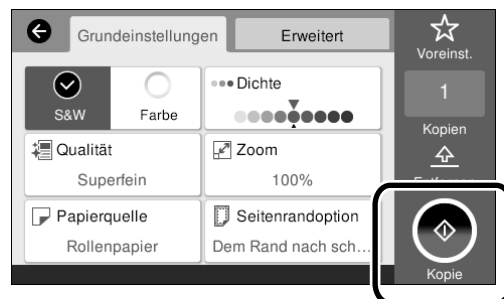 Grundeinstellungen
Erweitert
Voreinst.
S&W
Farbe
Dichte
1
Kopien
Qualität
Superfein
Zoom
100%
Entfernen
Papierquelle
Rollenpapier
Seitenrandoption
Dem Rand nach sch...
Kopie